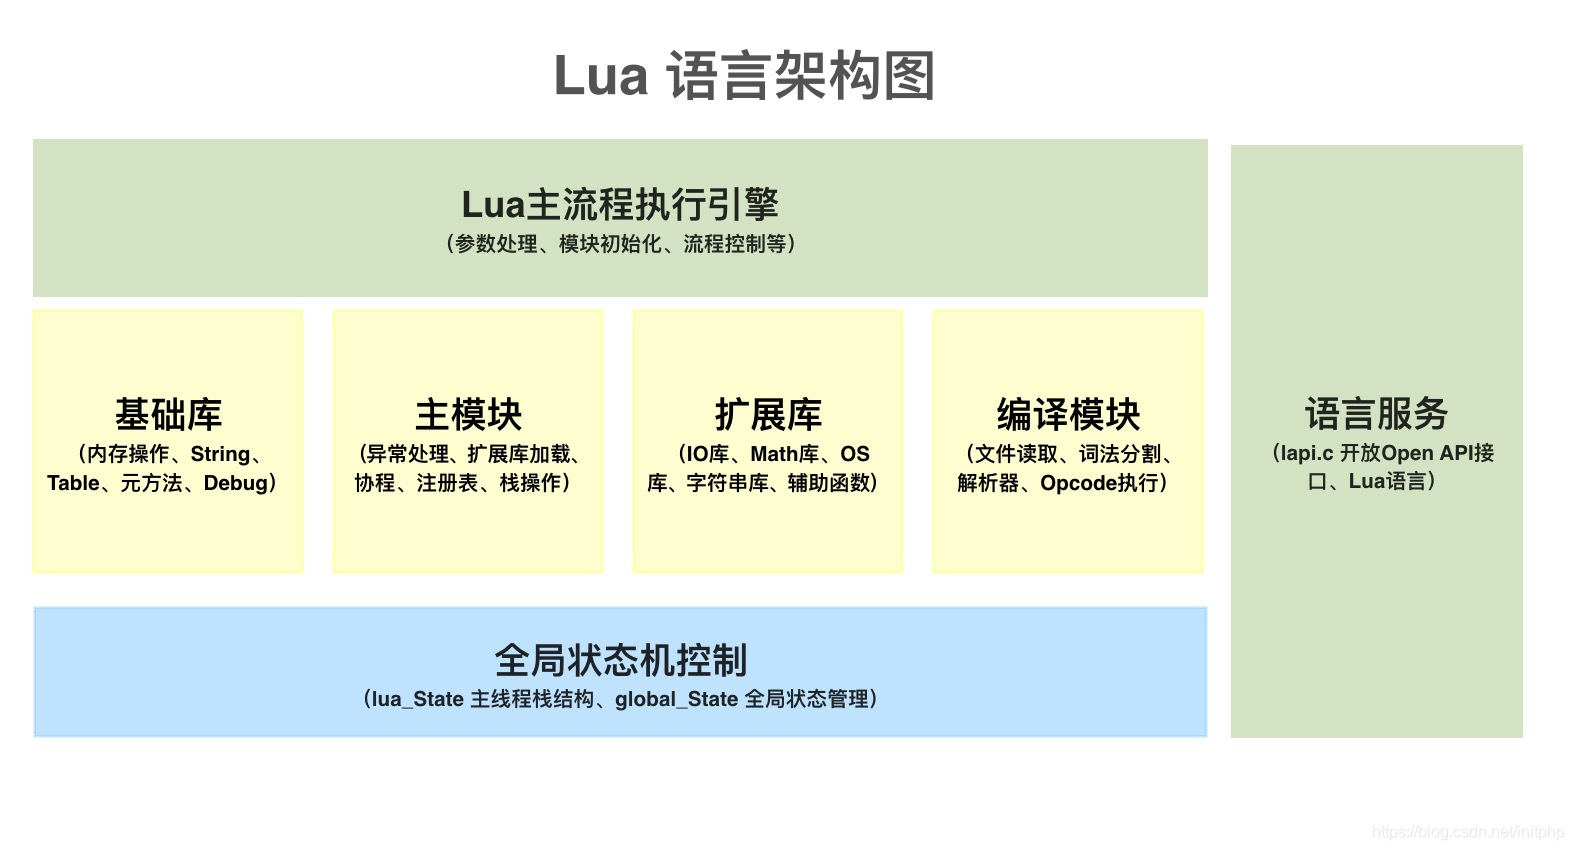 Lua 语言架构图
Lua主流程执行引擎
（参数处理、模块初始化、流程控制等）
基础库
（内存操作、String、
Table、元方法、Debug）
主模块
（异常处理、扩展库加载、
协程、注册表、栈操作）
扩展库
（IO库、Math库、OS
库、字符串库、辅助函数）
编译模块
（文件读取、词法分割、
解析器、Opcode执行）
语言服务
（lapi.c 开放Open API接
口、Lua语言）
全局状态机控制
（lua_State 主线程栈结构、global_State 全局状态管理）
https://blog.csdn.net/initphp